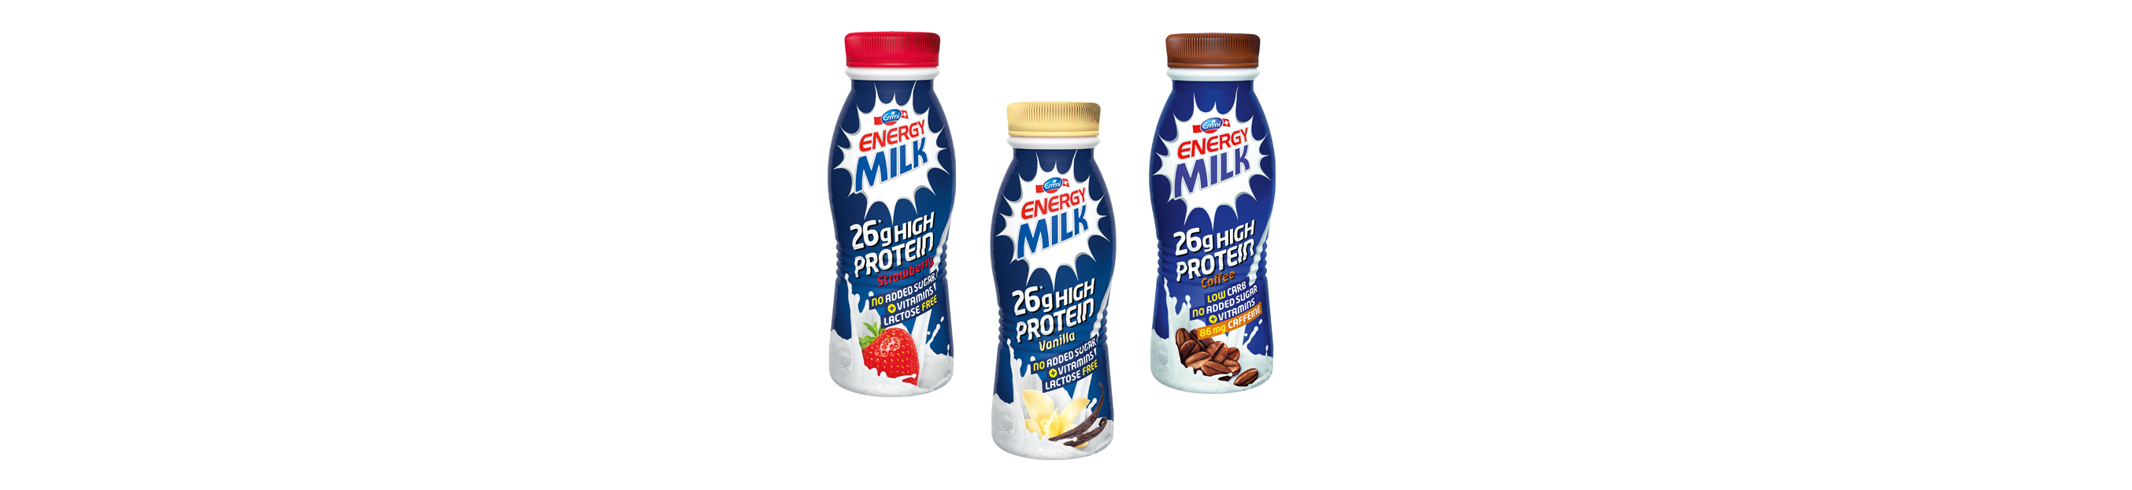 Emmi
ENERGY
MILK
26g* HIGH
PROTEIN
Strawberry
NO ADDED SUGAR
+ VITAMINS
LACTOSE FREE
Emmi
ENERGY
MILK
26g* HIGH
PROTEIN
Vanilla
NO ADDED SUGAR
+ VITAMINS
LACTOSE FREE
Emmi
ENERGY
MILK
26g HIGH
PROTEIN
Coffee
LOW CARB
NO ADDED SUGAR
+ VITAMINS
86mg CAFFEINE